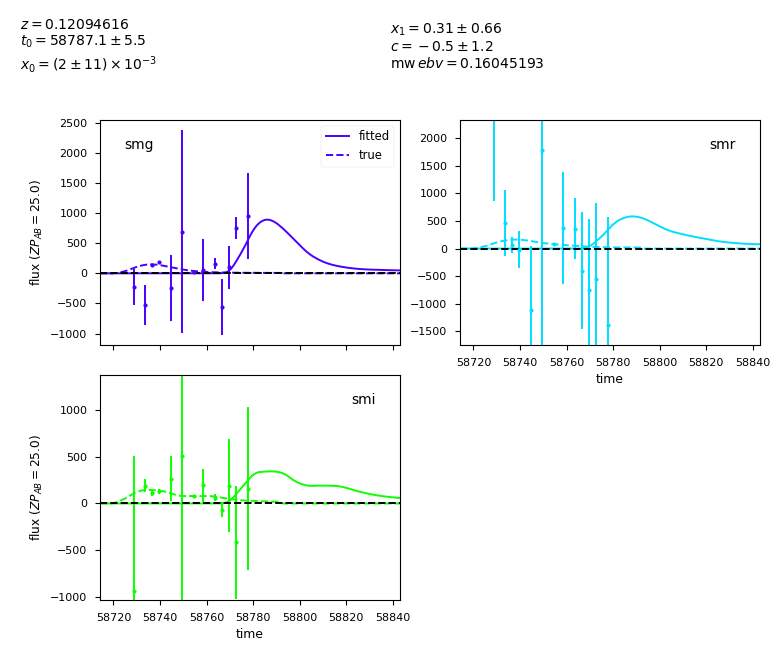 z = 0.12094616
t₀ = 58787.1 ± 5.5
x₀ = (2 ± 11) × 10⁻³
x₁ = 0.31 ± 0.66
c = −0.5 ± 1.2
mw ebv = 0.16045193
smg
fitted
true
2500
2000
1500
1000
500
0
−500
−1000
flux (ZP_AB = 25.0)
smr
2000
1500
1000
500
0
−500
−1000
−1500
58720 58740 58760 58780 58800 58820 58840
time
smi
1000
500
0
−500
−1000
flux (ZP_AB = 25.0)
58720 58740 58760 58780 58800 58820 58840
time